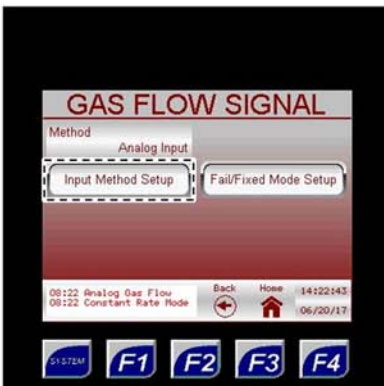 GAS FLOW SIGNAL
Method
Analog Input
Input Method Setup
Fail/Fixed Mode Setup
08:22 Analog Gas Flow
08:22 Constant Rate Mode
Back
Home
14:22:43
06/20/17
SYSTEM
F1
F2
F3
F4